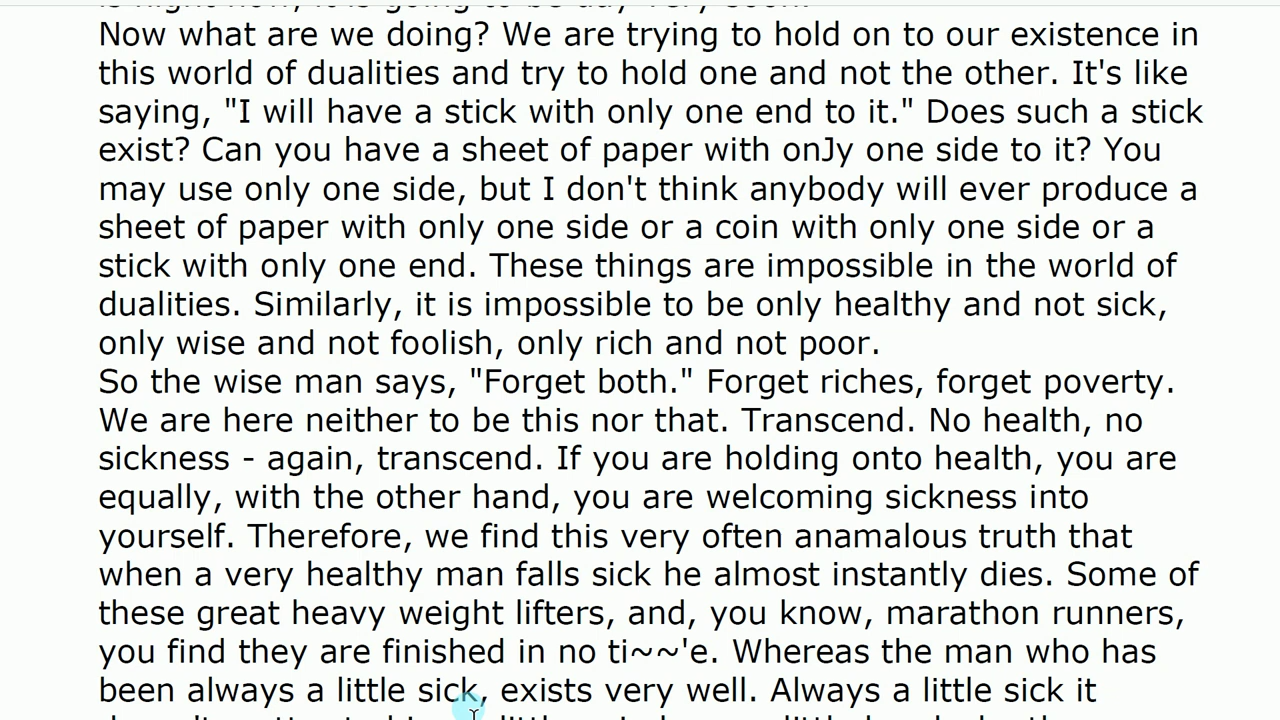 is night now, it is going to be day very soon.
Now what are we doing? We are trying to hold on to our existence in
this world of dualities and try to hold one and not the other. It's like
saying, "I will have a stick with only one end to it." Does such a stick
exist? Can you have a sheet of paper with onJy one side to it? You
may use only one side, but I don't think anybody will ever produce a
sheet of paper with only one side or a coin with only one side or a
stick with only one end. These things are impossible in the world of
dualities. Similarly, it is impossible to be only healthy and not sick,
only wise and not foolish, only rich and not poor.
So the wise man says, "Forget both." Forget riches, forget poverty.
We are here neither to be this nor that. Transcend. No health, no
sickness - again, transcend. If you are holding onto health, you are
equally, with the other hand, you are welcoming sickness into
yourself. Therefore, we find this very often anamalous truth that
when a very healthy man falls sick he almost instantly dies. Some of
these great heavy weight lifters, and, you know, marathon runners,
you find they are finished in no ti~~'e. Whereas the man who has
been always a little sick, exists very well. Always a little sick it